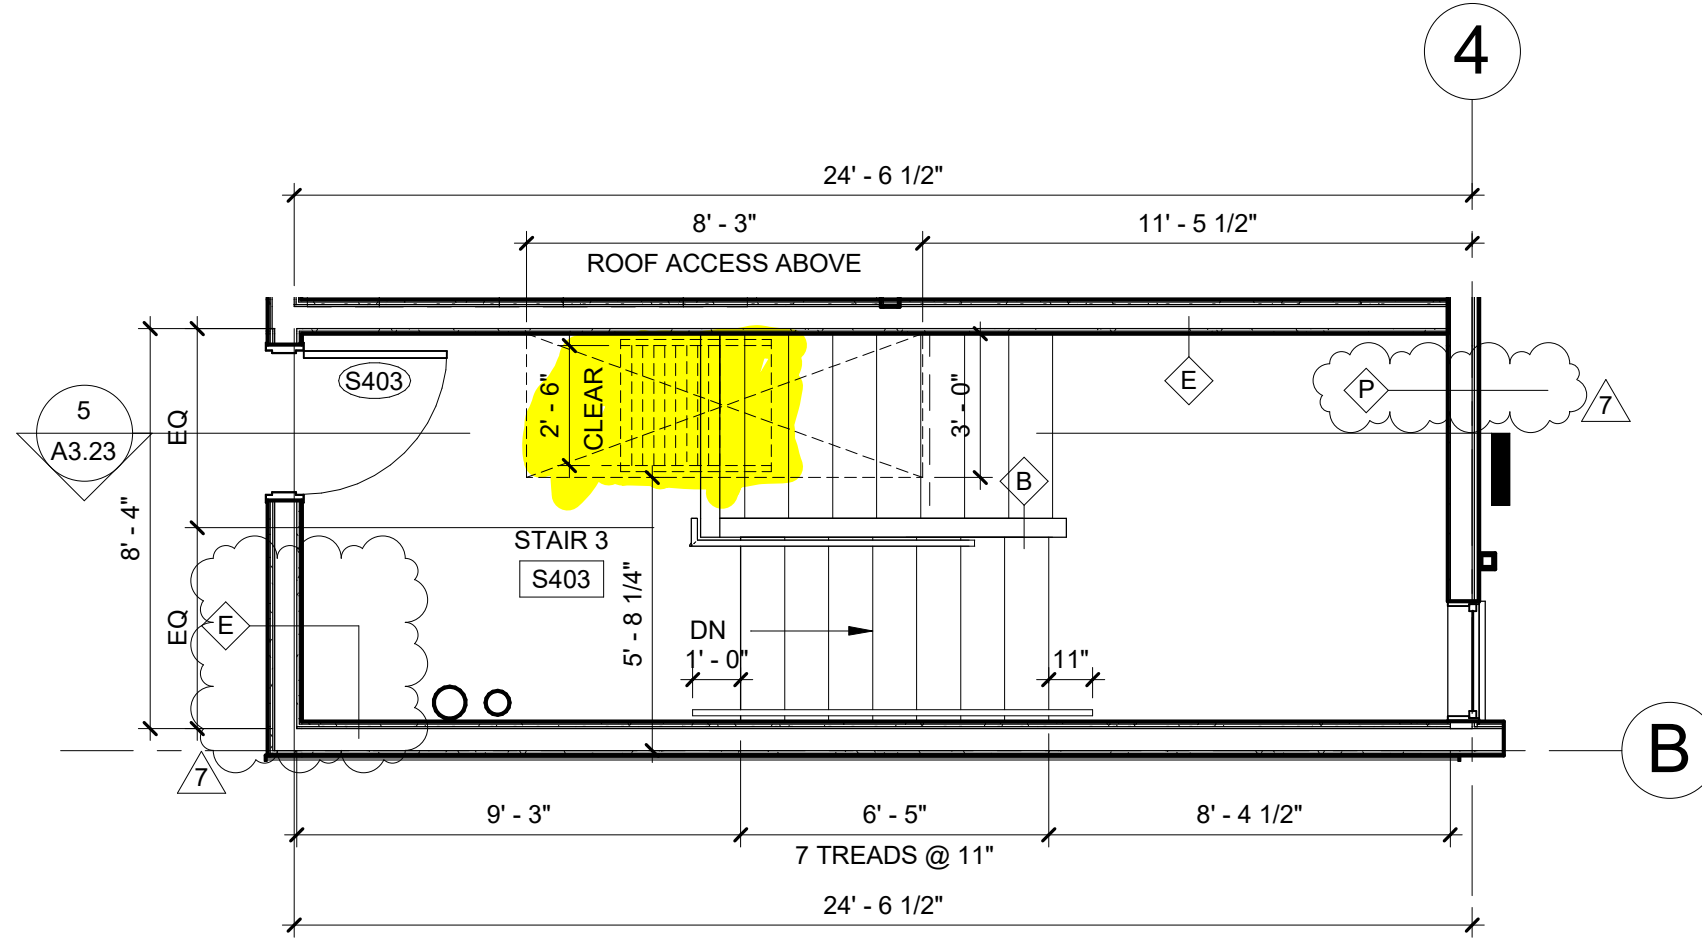 4
24' - 6 1/2"
8' - 3"
11' - 5 1/2"
ROOF ACCESS ABOVE
S403
5
A3.23
EQ
8' - 4"
2' - 6"
CLEAR
3' - 0"
E
P
7
B
STAIR 3
S403
5' - 8 1/4"
EQ
E
DN
1' - 0"
11"
7
B
9' - 3"
6' - 5"
8' - 4 1/2"
7 TREADS @ 11"
24' - 6 1/2"